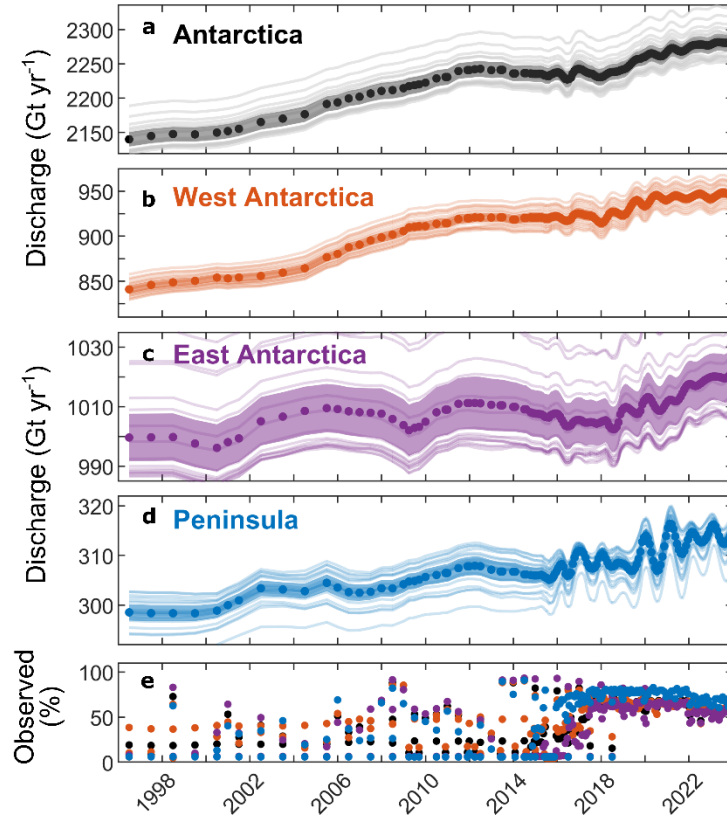 a Antarctica
2300
2250
2200
2150
Discharge (Gt yr-1)
b West Antarctica
950
900
850
c East Antarctica
1030
1010
990
Discharge (Gt yr-1)
d Peninsula
320
310
300
e
100
50
0
Observed
(%)
1998 2002 2006 2010 2014 2018 2022